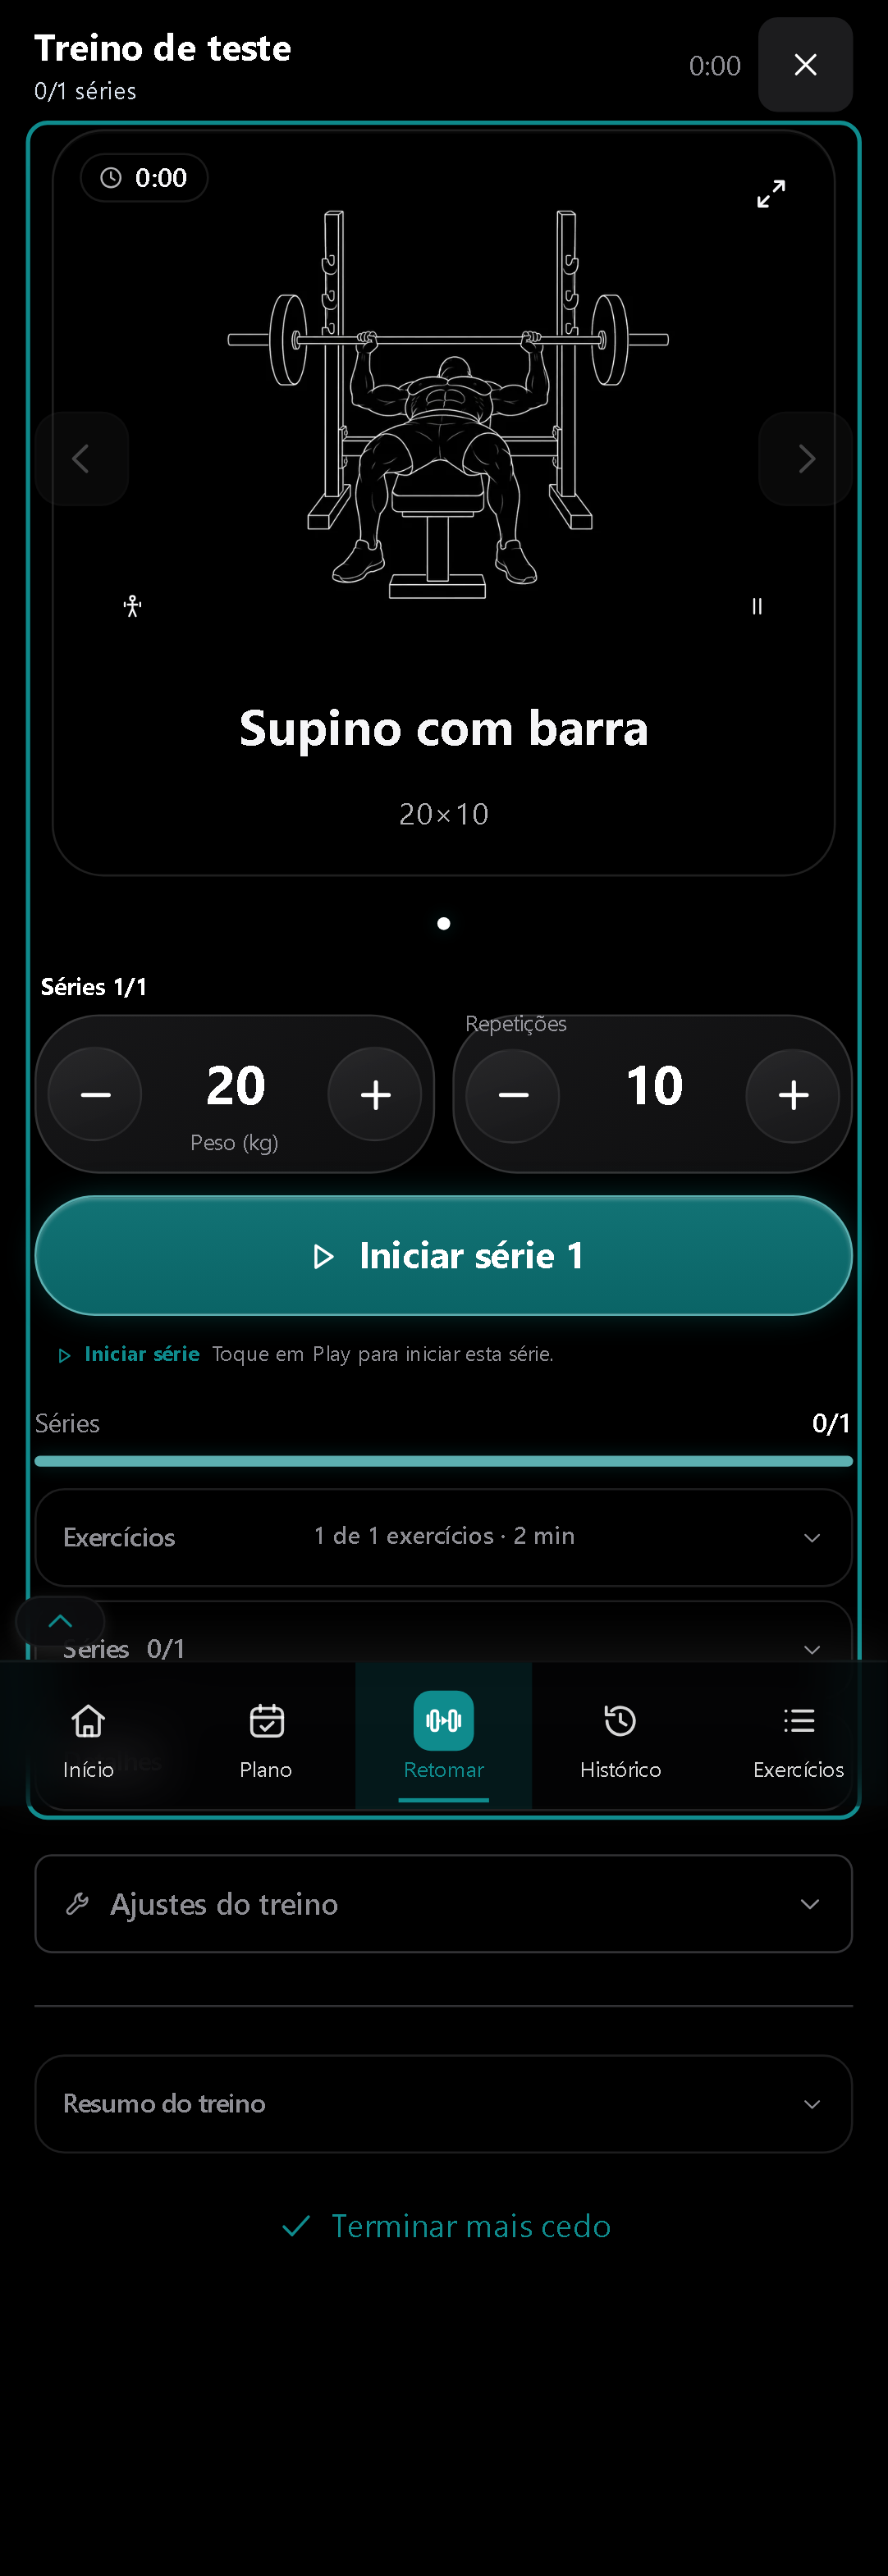 Treino de teste
0/1 séries
0:00
0:00
Supino com barra
20×10
Séries 1/1
20
Peso (kg)
Repetições
10
Iniciar série 1
Iniciar série Toque em Play para iniciar esta série.
Séries 0/1
Exercícios 1 de 1 exercícios · 2 min
Séries 0/1
Início
Plano
Retomar
Histórico
Exercícios
Ajustes do treino
Resumo do treino
Terminar mais cedo